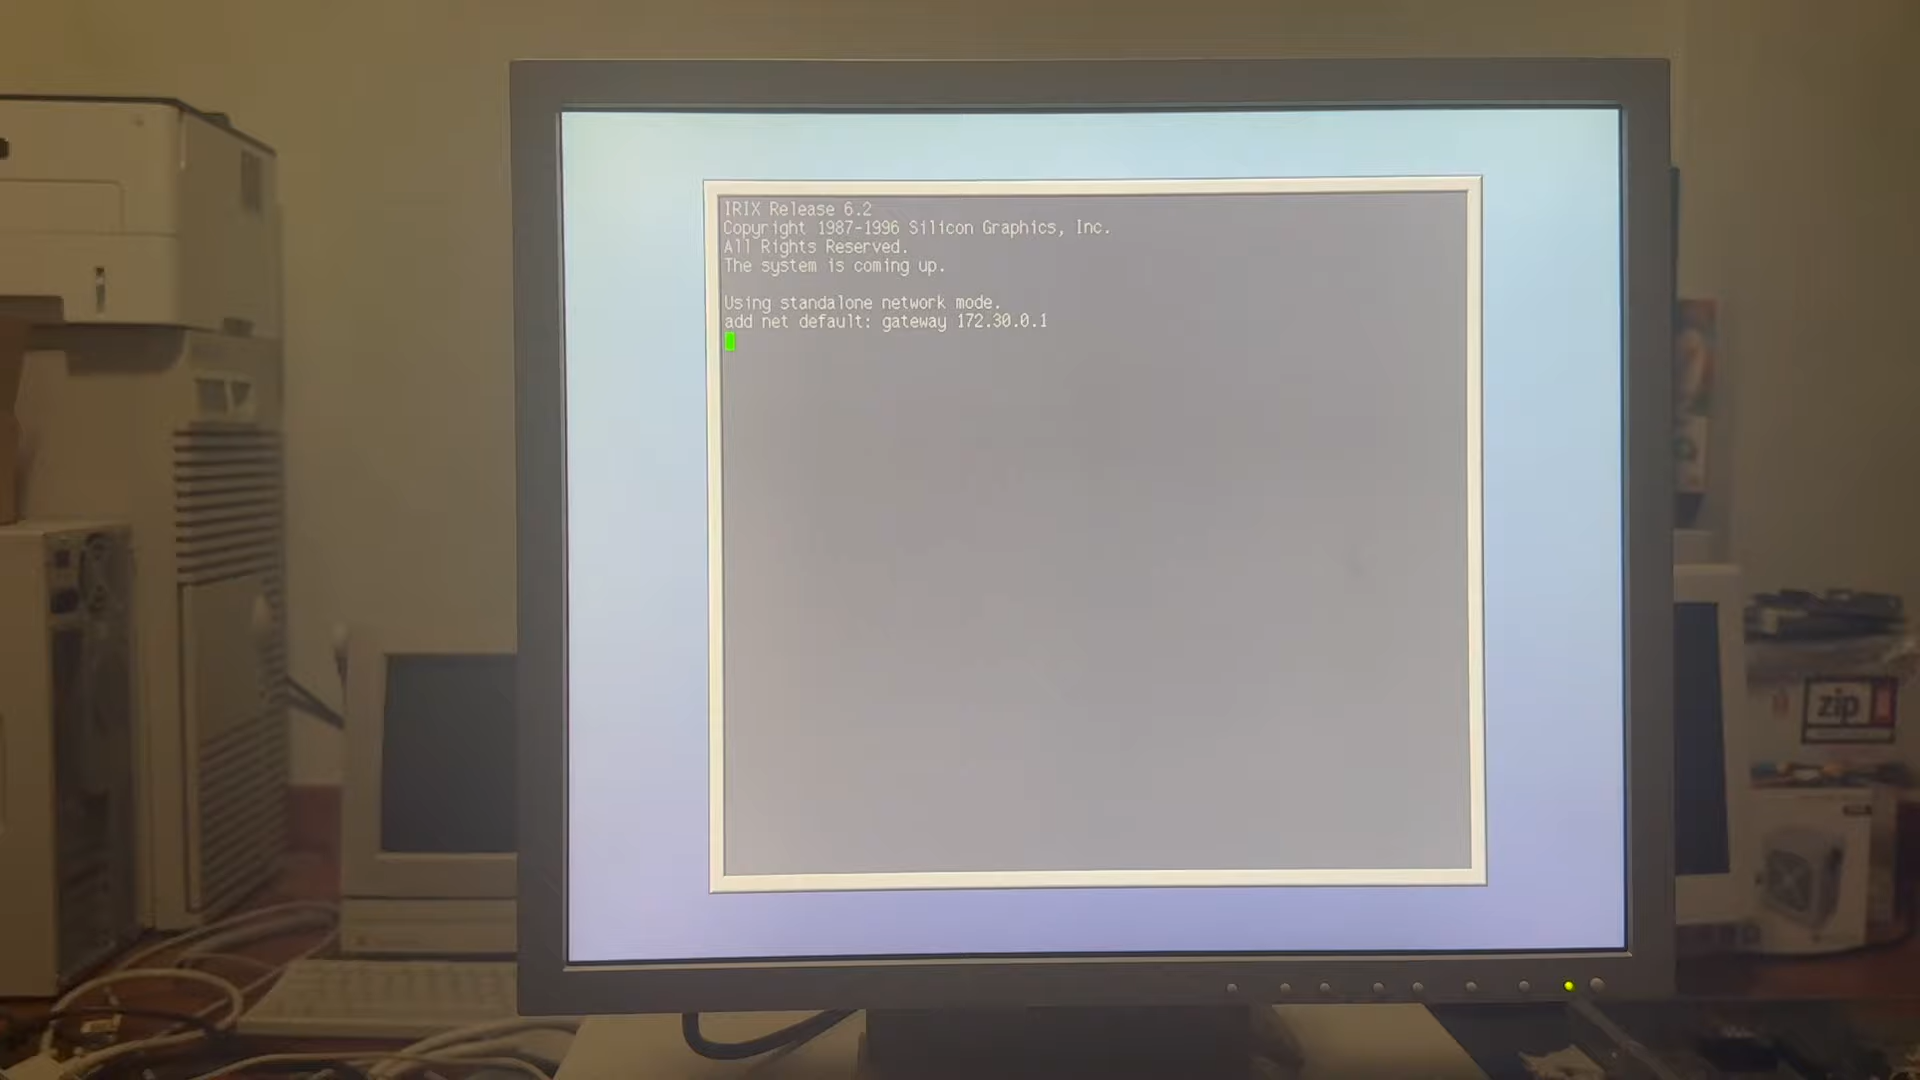 IRIX Release 6.2
Copyright 1987-1996 Silicon Graphics, Inc.
All Rights Reserved.
The system is coming up.
Using standalone network mode.
add net default: gateway 172.30.0.1
zip